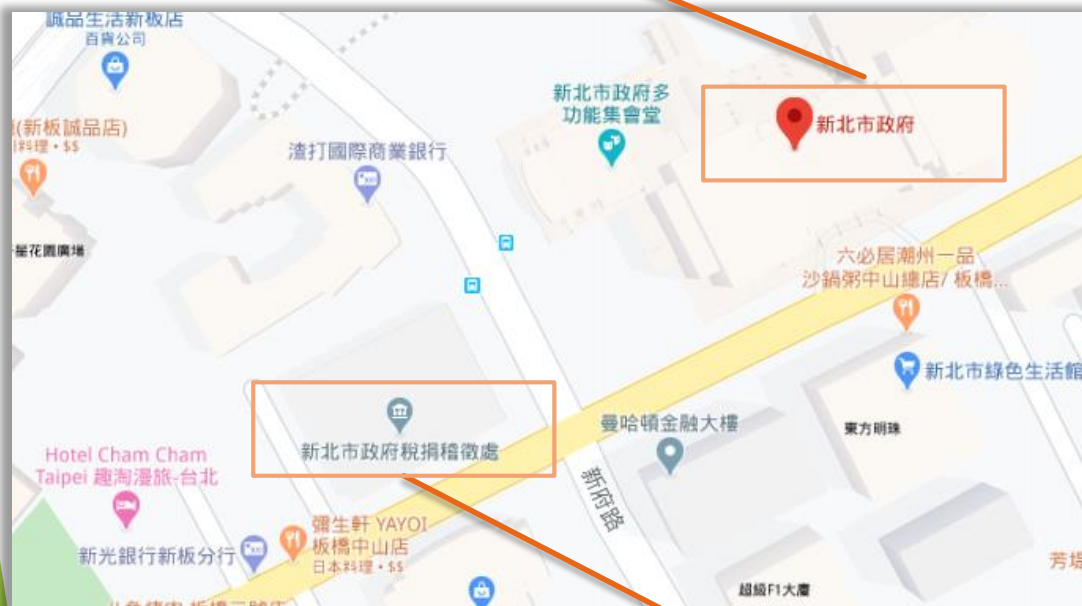 誠品生活新板店
百貨公司
新北市政府多
功能集會堂
新北市政府
(新板誠品店)
料理・$$
渣打國際商業銀行
星花園廣場
六必居潮州一品
沙鍋粥中山總店/ 板橋...
新北市綠色生活館
新北市政府稅捐稽徵處
曼哈頓金融大樓
東方明珠
Hotel Cham Cham
Taipei 趣淘漫旅-台北
新府路
彌生軒 YAYOI
板橋中山店
日本料理・$$
新光銀行新板分行
芳堤
超級F1大廈